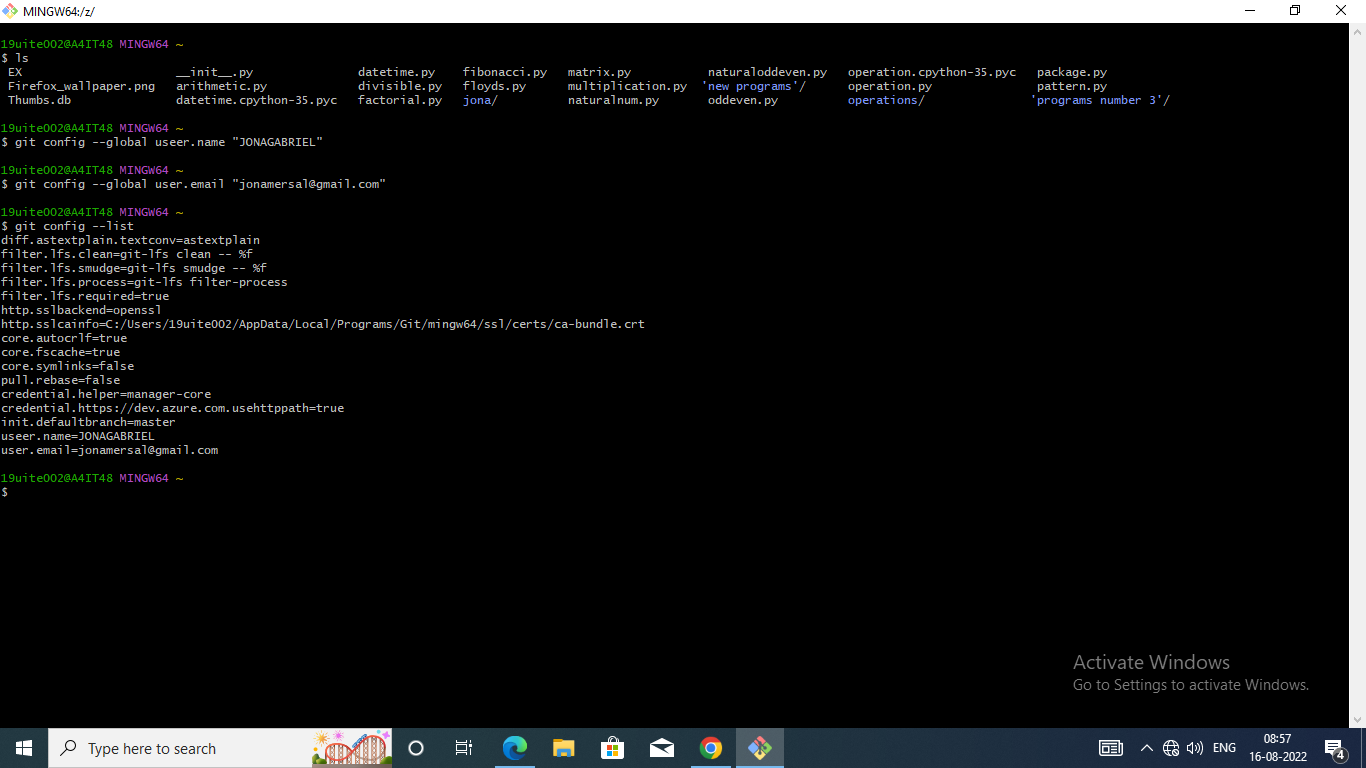 MINGW64:/z/
19uite002@A4IT48 MINGW64 ~
$ ls
EX __init__.py datetime.py fibonacci.py matrix.py naturaloddeven.py operation.cpython-35.pyc package.py
Firefox_wallpaper.png arithmetic.py divisible.py floyds.py multiplication.py 'new programs'/ operation.py pattern.py
Thumbs.db datetime.cpython-35.pyc factorial.py jona/ naturalnum.py oddeven.py operations/ 'programs number 3'/
19uite002@A4IT48 MINGW64 ~
$ git config --global useer.name "JONAGABRIEL"
19uite002@A4IT48 MINGW64 ~
$ git config --global user.email "jonamersal@gmail.com"
19uite002@A4IT48 MINGW64 ~
$ git config --list
diff.astextplain.textconv=astextplain
filter.lfs.clean=git-lfs clean -- %f
filter.lfs.smudge=git-lfs smudge -- %f
filter.lfs.process=git-lfs filter-process
filter.lfs.required=true
http.sslbackend=openssl
http.sslcainfo=C:/Users/19uite002/AppData/Local/Programs/Git/mingw64/ssl/certs/ca-bundle.crt
core.autocrlf=true
core.fscache=true
core.symlinks=false
pull.rebase=false
credential.helper=manager-core
credential.https://dev.azure.com.usehttppath=true
init.defaultbranch=master
useer.name=JONAGABRIEL
user.email=jonamersal@gmail.com
19uite002@A4IT48 MINGW64 ~
$
Activate Windows
Go to Settings to activate Windows.
Type here to search
ENG
08:57
16-08-2022
4